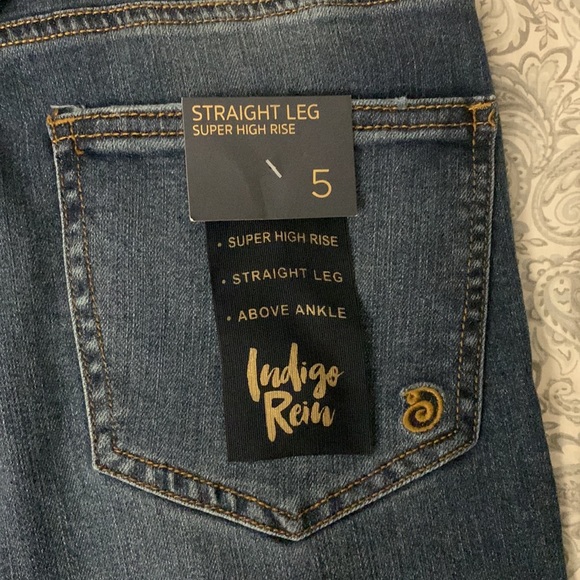 STRAIGHT LEG
SUPER HIGH RISE
5
• SUPER HIGH RISE
• STRAIGHT LEG
• ABOVE ANKLE
Indigo
Rein